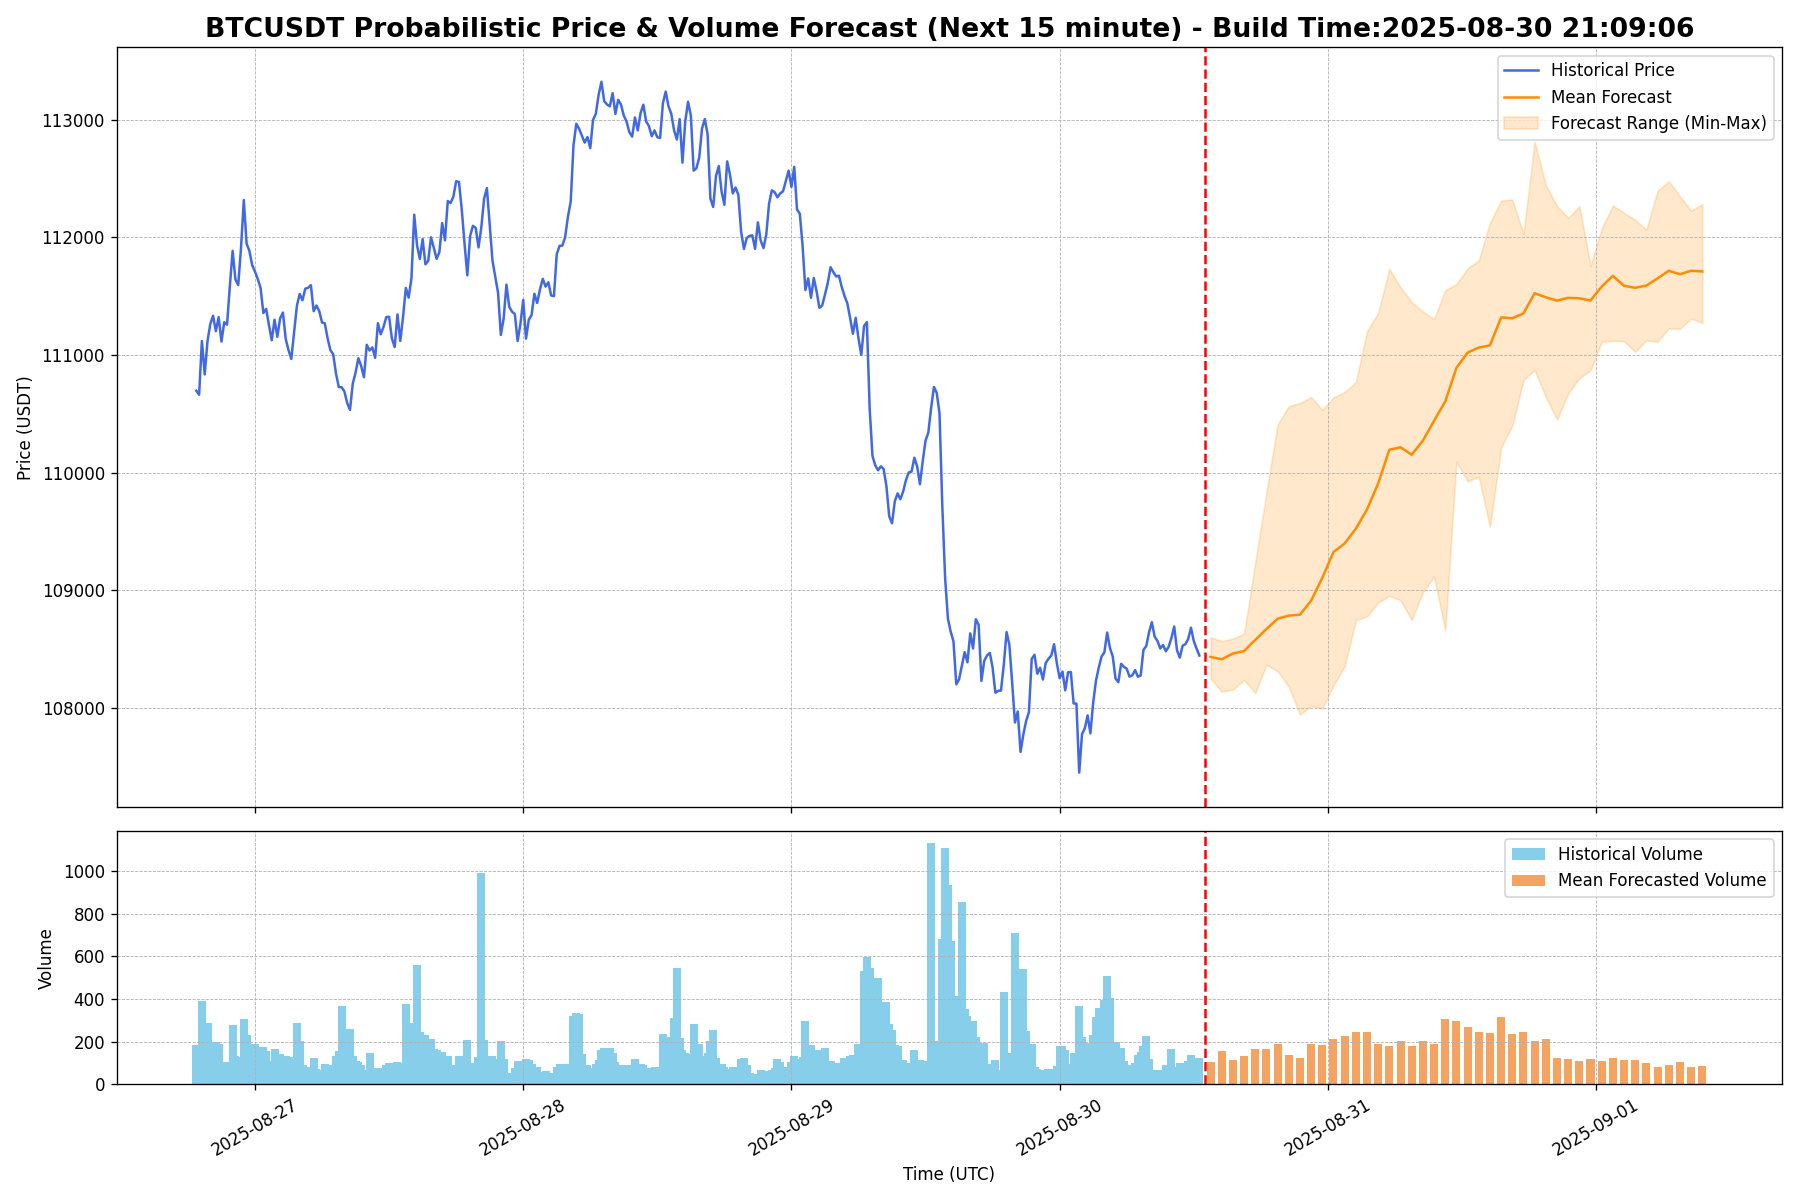 BTCUSDT Probabilistic Price & Volume Forecast (Next 15 minute) - Build Time:2025-08-30 21:09:06
Historical Price
Mean Forecast
Forecast Range (Min-Max)
113000
112000
111000
110000
109000
108000
Price (USDT)
Historical Volume
Mean Forecasted Volume
1000
800
600
400
200
0
Volume
2025-08-27
2025-08-28
2025-08-29
2025-08-30
2025-08-31
2025-09-01
Time (UTC)